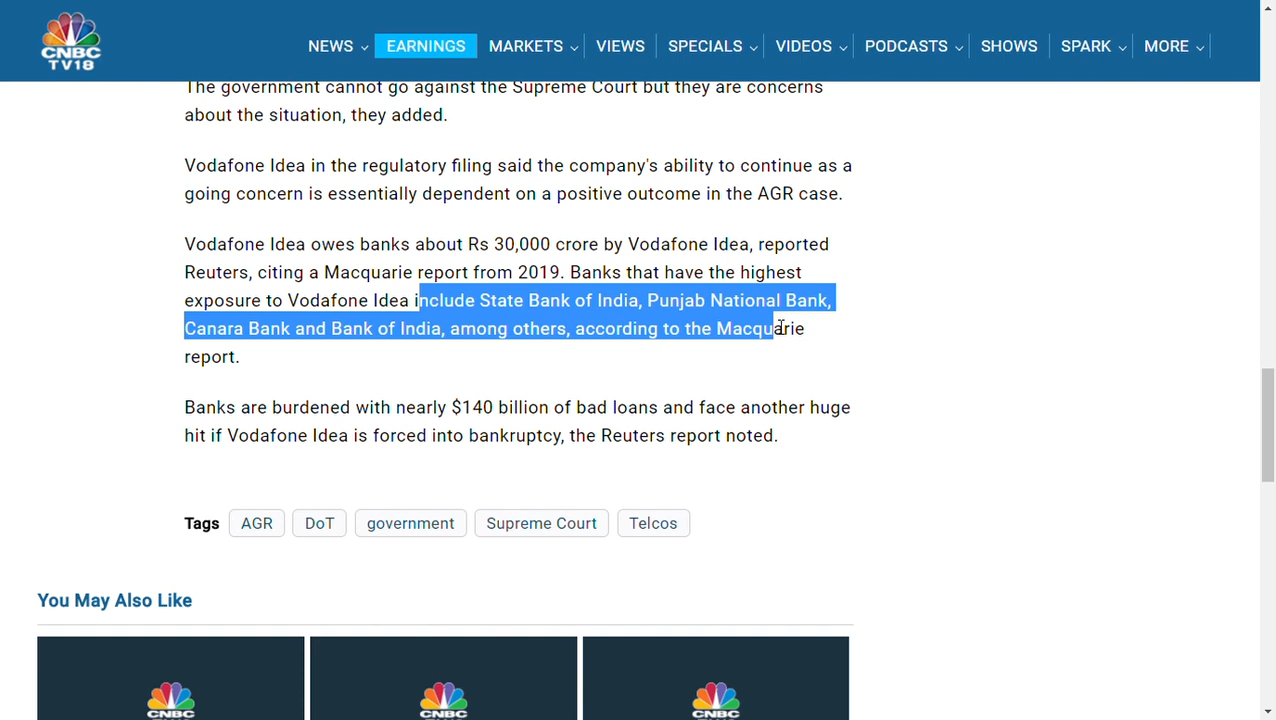 CNBC
TV18
NEWS EARNINGS MARKETS VIEWS SPECIALS VIDEOS PODCASTS SHOWS SPARK MORE
The government cannot go against the Supreme Court but they are concerns
about the situation, they added.
Vodafone Idea in the regulatory filing said the company's ability to continue as a
going concern is essentially dependent on a positive outcome in the AGR case.
Vodafone Idea owes banks about Rs 30,000 crore by Vodafone Idea, reported
Reuters, citing a Macquarie report from 2019. Banks that have the highest
exposure to Vodafone Idea include State Bank of India, Punjab National Bank,
Canara Bank and Bank of India, among others, according to the Macquarie
report.
Banks are burdened with nearly $140 billion of bad loans and face another huge
hit if Vodafone Idea is forced into bankruptcy, the Reuters report noted.
Tags AGR DoT government Supreme Court Telcos
You May Also Like
CNBC CNBC CNBC